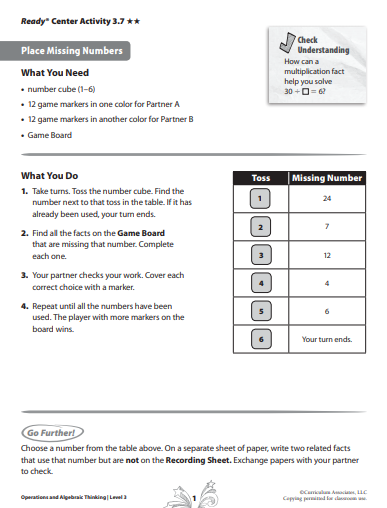 Ready® Center Activity 3.7 ★★
Place Missing Numbers
Check
Understanding
How can a
multiplication fact
help you solve
30 ÷ □ = 6?
What You Need
• number cube (1–6)
• 12 game markers in one color for Partner A
• 12 game markers in another color for Partner B
• Game Board
What You Do
1. Take turns. Toss the number cube. Find the
number next to that toss in the table. If it has
already been used, your turn ends.
2. Find all the facts on the Game Board
that are missing that number. Complete
each one.
3. Your partner checks your work. Cover each
correct choice with a marker.
4. Repeat until all the numbers have been
used. The player with more markers on the
board wins.
Toss Missing Number
1 24
2 7
3 12
4 4
5 6
6 Your turn ends.
Go Further!
Choose a number from the table above. On a separate sheet of paper, write two related facts
that use that number but are not on the Recording Sheet. Exchange papers with your partner
to check.
Operations and Algebraic Thinking | Level 3
1
©Curriculum Associates, LLC
Copying permitted for classroom use.